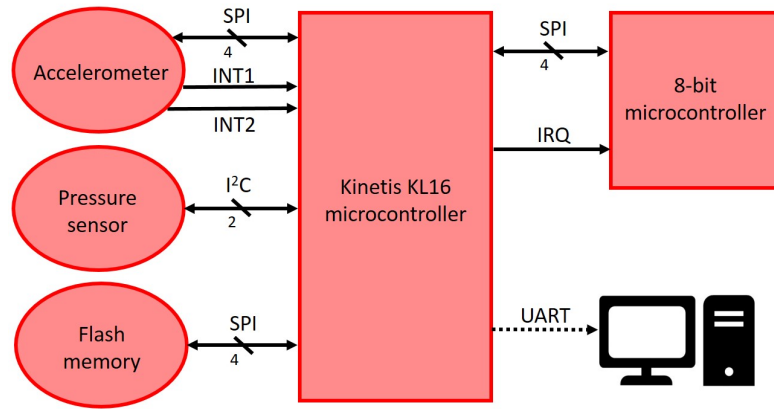 SPI
4
Accelerometer
INT1
INT2
Pressure
sensor
I²C
2
Flash
memory
SPI
4
Kinetis KL16
microcontroller
SPI
4
8-bit
microcontroller
IRQ
UART